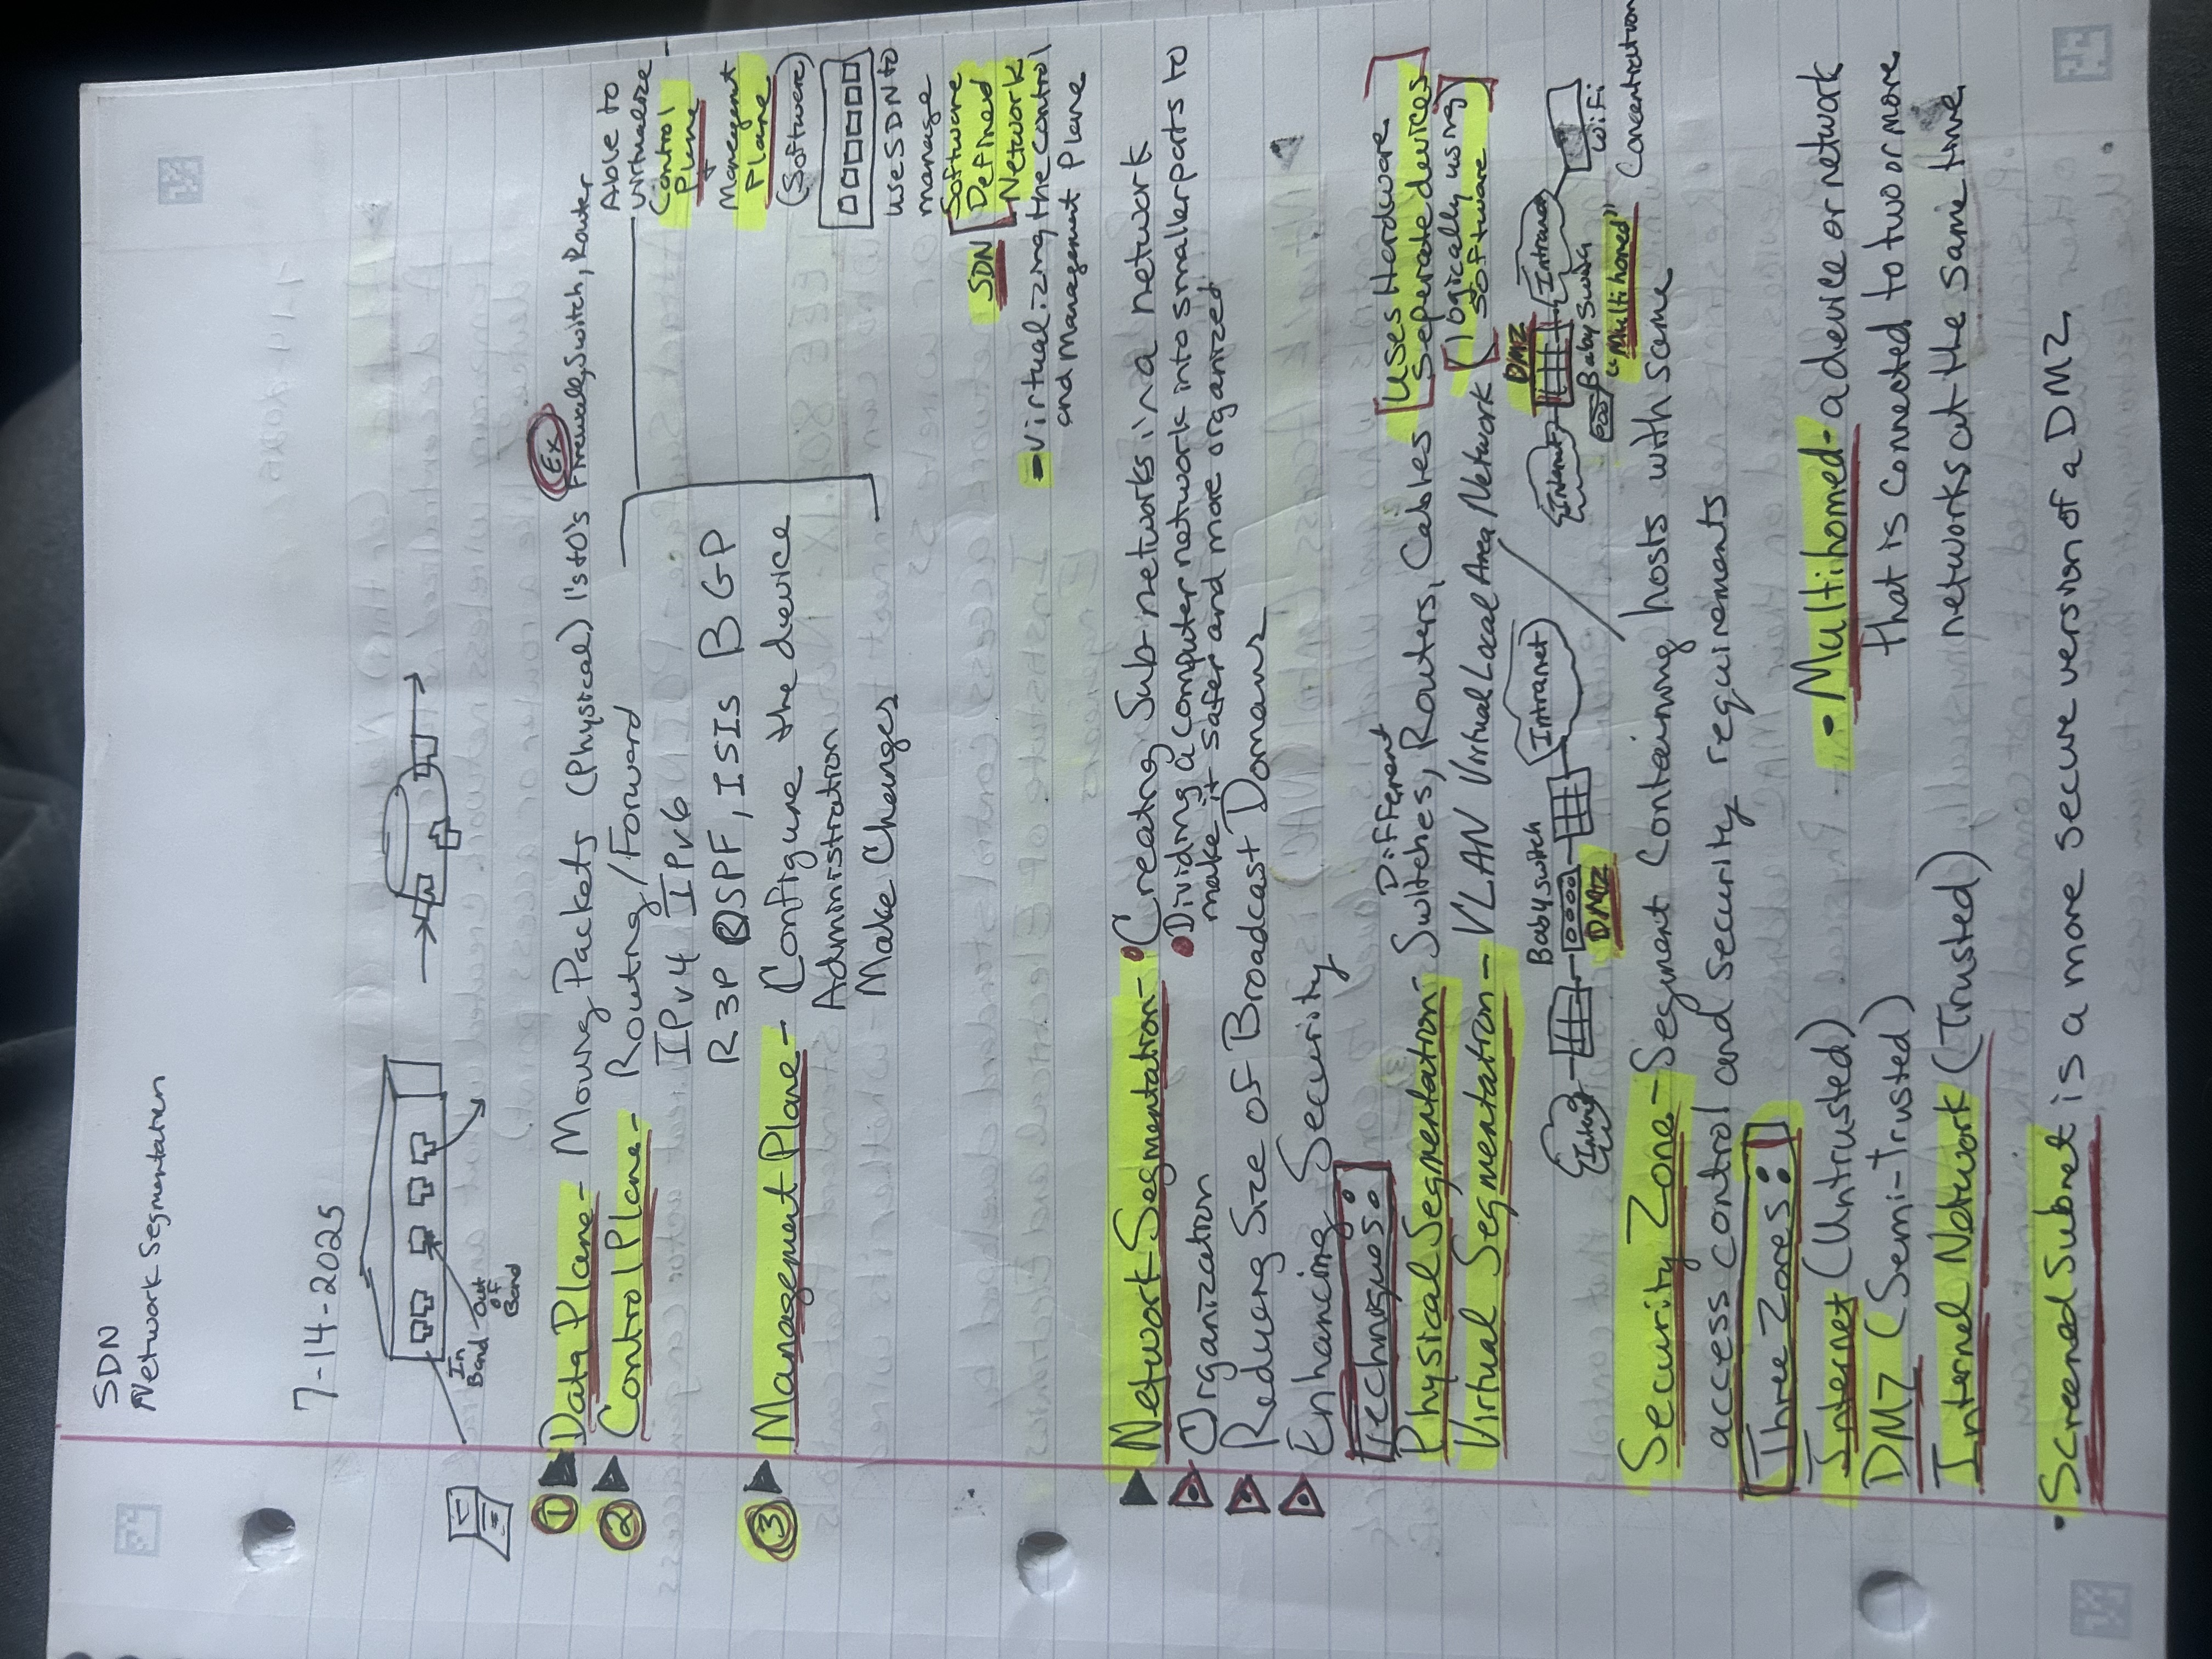 SDN
Network Segmentation
7-14-2025
In
Band
Out
of
Band
① Data Plane - Moving Packets (Physical) 1's + 0's Ex Firewall, Switch, Router
② Control Plane - Routing/Forward
IPv4 IPv6
R3P OSPF, ISIS BGP
③ Management Plane - Configure the device
Administration
Make Changes
Able to
virtualize
Control
Plane
+
Management
Plane
(Software)
use SDN to
manage
SDN [Software
Defined
Network
- Virtualizing the control
and Management Plane
Network Segmentation - • Creating Sub-networks in a network
• Dividing a computer network into smaller parts to
make it safer and more organized
Organization
Reducing Size of Broadcast Domains
Enhancing Security
Techniques:
Physical Segmentation - Different Switches, Routers, Cables [Uses Hardware
Seperate devices]
Virtual Segmentation - VLAN Virtual Local Area Network [logically using
software]
Internet
Baby switch
DMZ
Intranet
/
Internet
DMZ
Intranet
Baby Switch
"Multihomed"
WiFi
Concentration
Security Zone - Segment Containing hosts with same
access control and security requirements
Three Zones:
Internet (Untrusted)
DMZ (Semi-Trusted)
Internal Network (Trusted)
• Multihomed - a device or network
that is connected to two or more
networks at the same time
• Screened Subnet is a more secure version of a DMZ